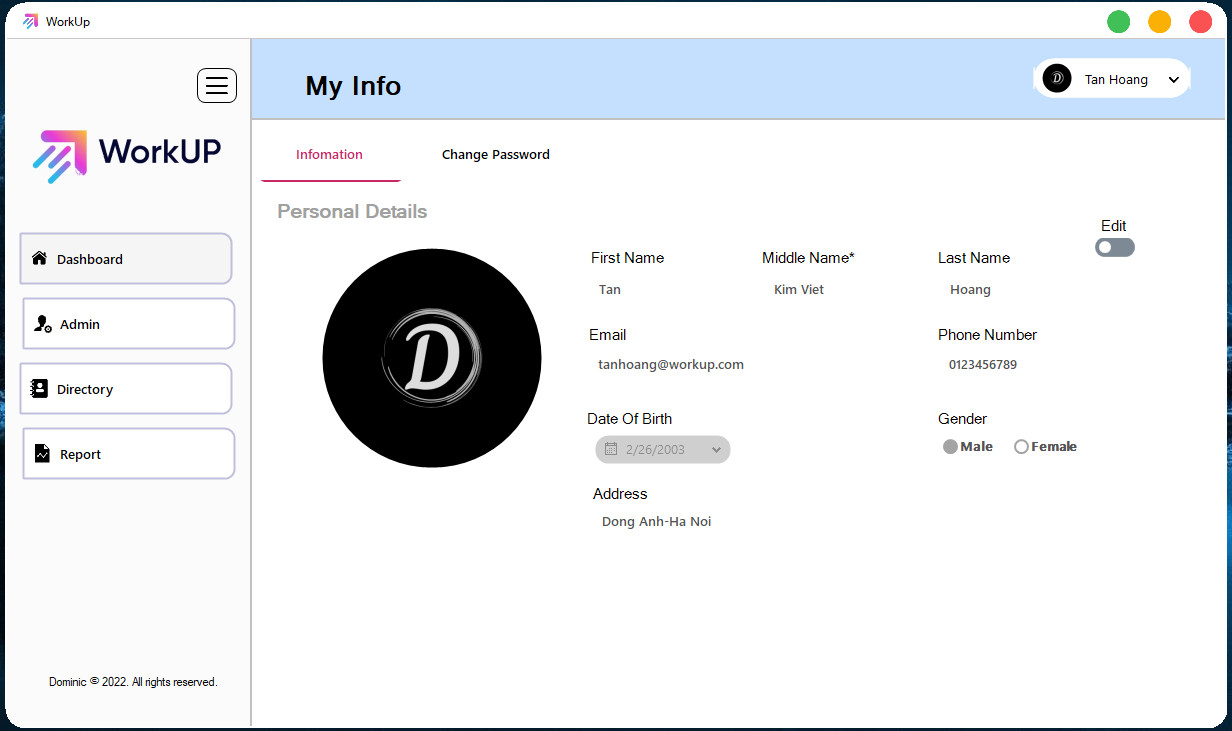 WorkUp
My Info
D
Tan Hoang
WorkUP
Infomation
Change Password
Personal Details
Edit
Dashboard
Admin
Directory
Report
D
First Name
Middle Name*
Last Name
Tan
Kim Viet
Hoang
Email
Phone Number
tanhoang@workup.com
0123456789
Date Of Birth
Gender
2/26/2003
Male
Female
Address
Dong Anh-Ha Noi
Dominic © 2022. All rights reserved.